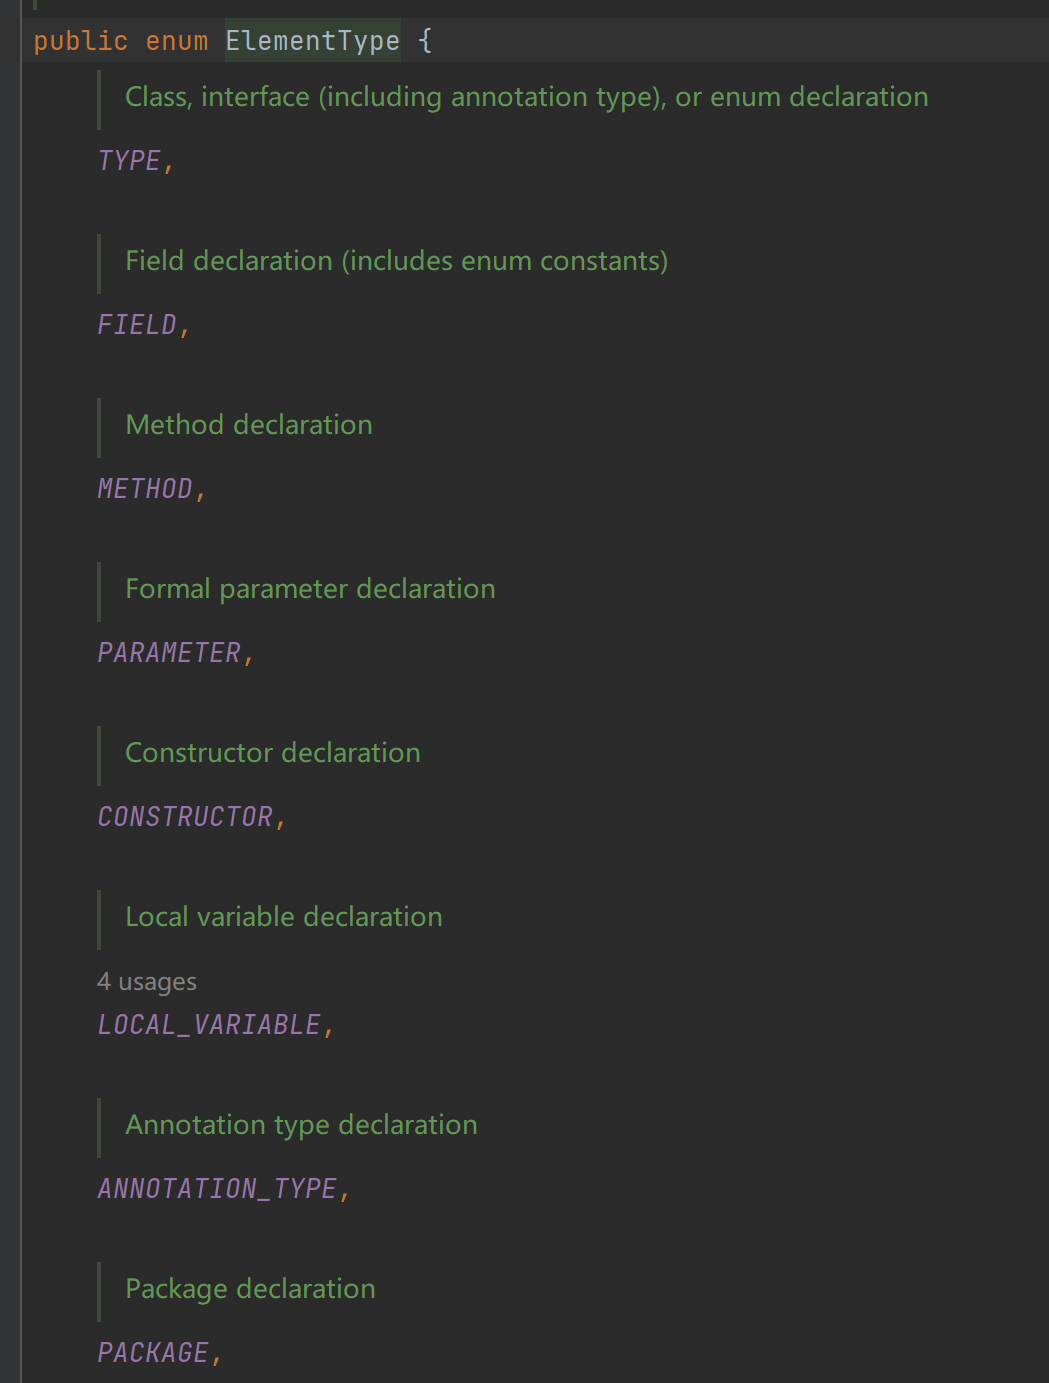 public enum ElementType {
Class, interface (including annotation type), or enum declaration
TYPE,
Field declaration (includes enum constants)
FIELD,
Method declaration
METHOD,
Formal parameter declaration
PARAMETER,
Constructor declaration
CONSTRUCTOR,
Local variable declaration
4 usages
LOCAL_VARIABLE,
Annotation type declaration
ANNOTATION_TYPE,
Package declaration
PACKAGE,